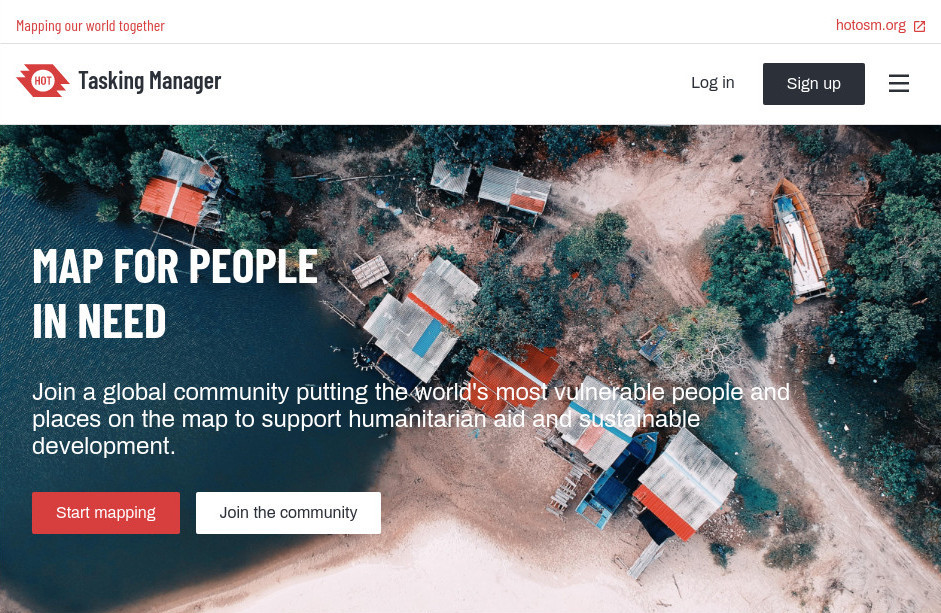 Mapping our world together
hotosm.org
HOT
Tasking Manager
Log in
Sign up
MAP FOR PEOPLE
IN NEED
Join a global community putting the world's most vulnerable people and
places on the map to support humanitarian aid and sustainable
development.
Start mapping
Join the community